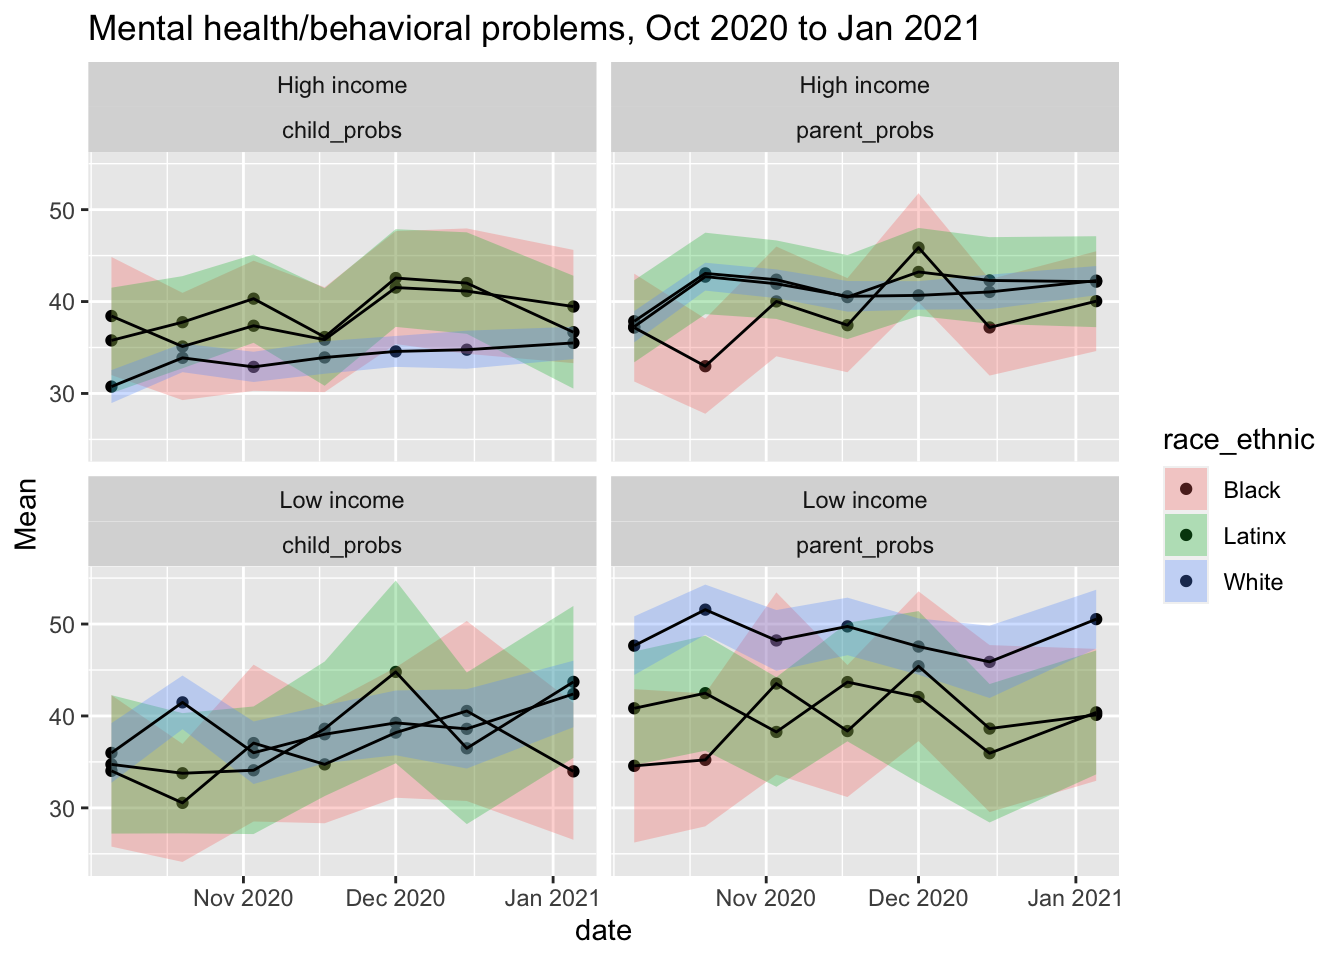 Mental health/behavioral problems, Oct 2020 to Jan 2021
High income
child_probs
High income
parent_probs
50
40
30
Low income
child_probs
Low income
parent_probs
50
40
30
Mean
Nov 2020
Dec 2020
Jan 2021
Nov 2020
Dec 2020
Jan 2021
date
race_ethnic
Black
Latinx
White